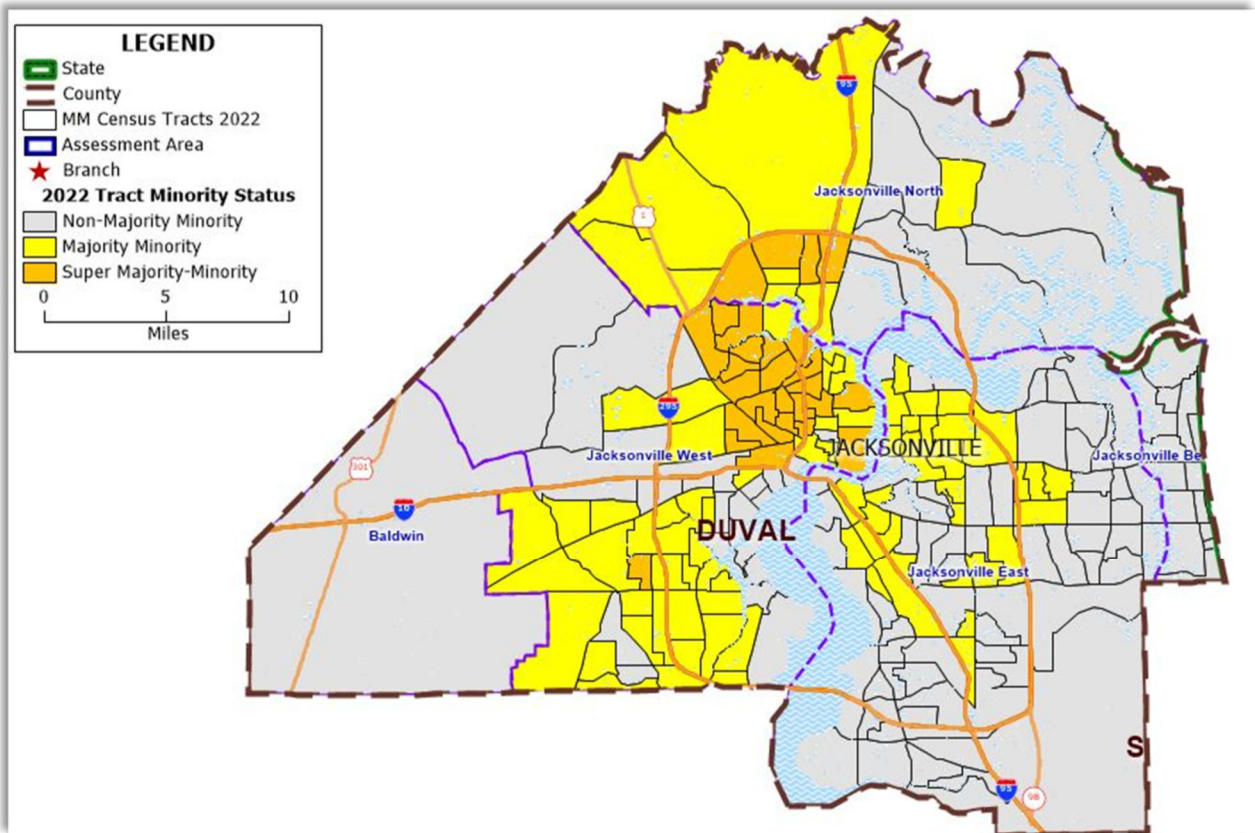 LEGEND
State
County
MM Census Tracts 2022
Assessment Area
Branch
2022 Tract Minority Status
Non-Majority Minority
Majority Minority
Super Majority-Minority
0 5 10
Miles
95
Jacksonville North
1
295
JACKSONVILLE
Jacksonville West
Jacksonville Be
301
10
Baldwin
DUVAL
Jacksonville East
S
95
98